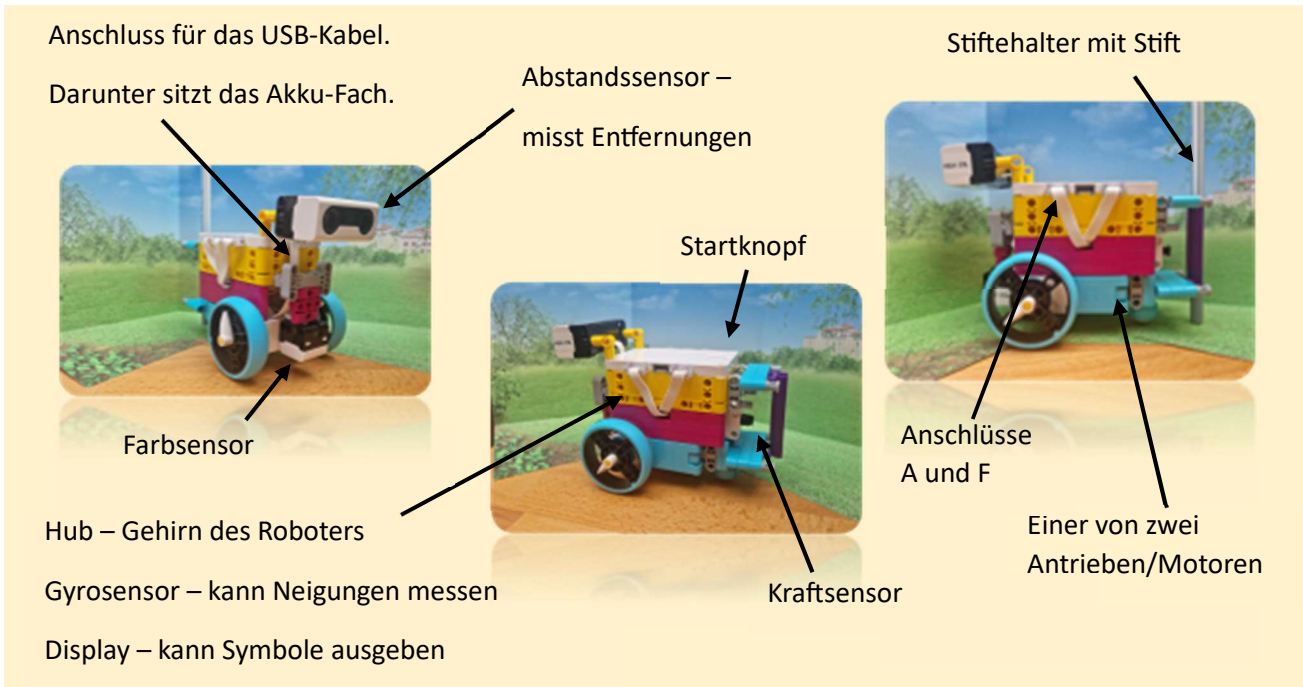 Anschluss für das USB-Kabel.
Darunter sitzt das Akku-Fach.
Abstandssensor –
misst Entfernungen
Stiftehalter mit Stift
Startknopf
Farbsensor
Anschlüsse
A und F
Einer von zwei
Antrieben/Motoren
Kraftsensor
Hub – Gehirn des Roboters
Gyrosensor – kann Neigungen messen
Display – kann Symbole ausgeben